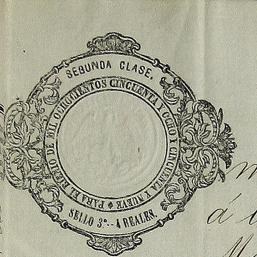 SEGUNDA CLASE.
PARA EL BIENIO DE MIL OCHOCIENTOS CINCUENTA Y OCHO Y CINCUENTA Y NUEVE
SELLO 3º.--4 REALES.
á